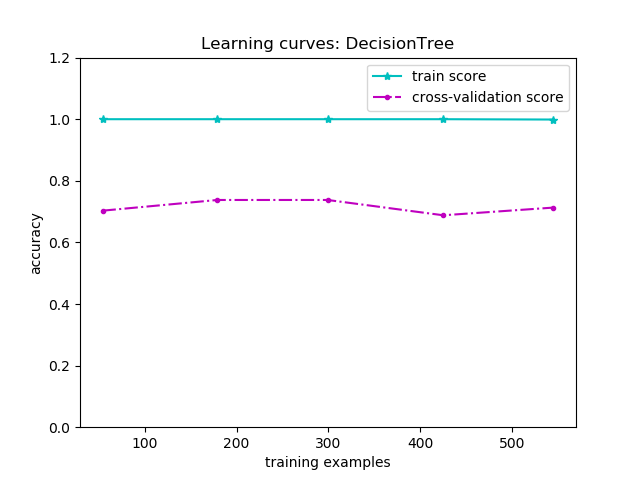 Learning curves: DecisionTree
1.2
1.0
0.8
0.6
0.4
0.2
0.0
accuracy
train score
cross-validation score
100 200 300 400 500
training examples